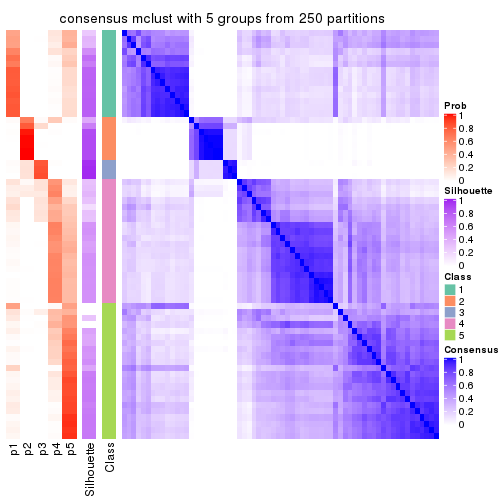 consensus mclust with 5 groups from 250 partitions
Prob
1
0.8
0.6
0.4
0.2
0
Silhouette
1
0.8
0.6
0.4
0.2
0
Class
1
2
3
4
5
Consensus
1
0.8
0.6
0.4
0.2
0
p1
p2
p3
p4
p5
Silhouette
Class